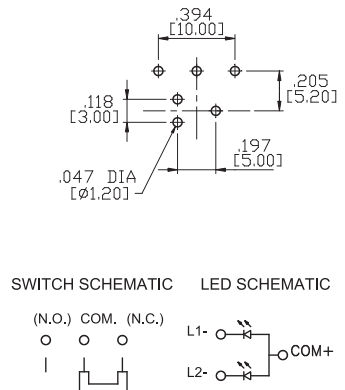 .394
[10.00]
.205
[5.20]
.118
[3.00]
.197
[5.00]
.047 DIA
[Ø1.20]
SWITCH SCHEMATIC
LED SCHEMATIC
(N.O.) COM. (N.C.)
L1-
COM+
L2-